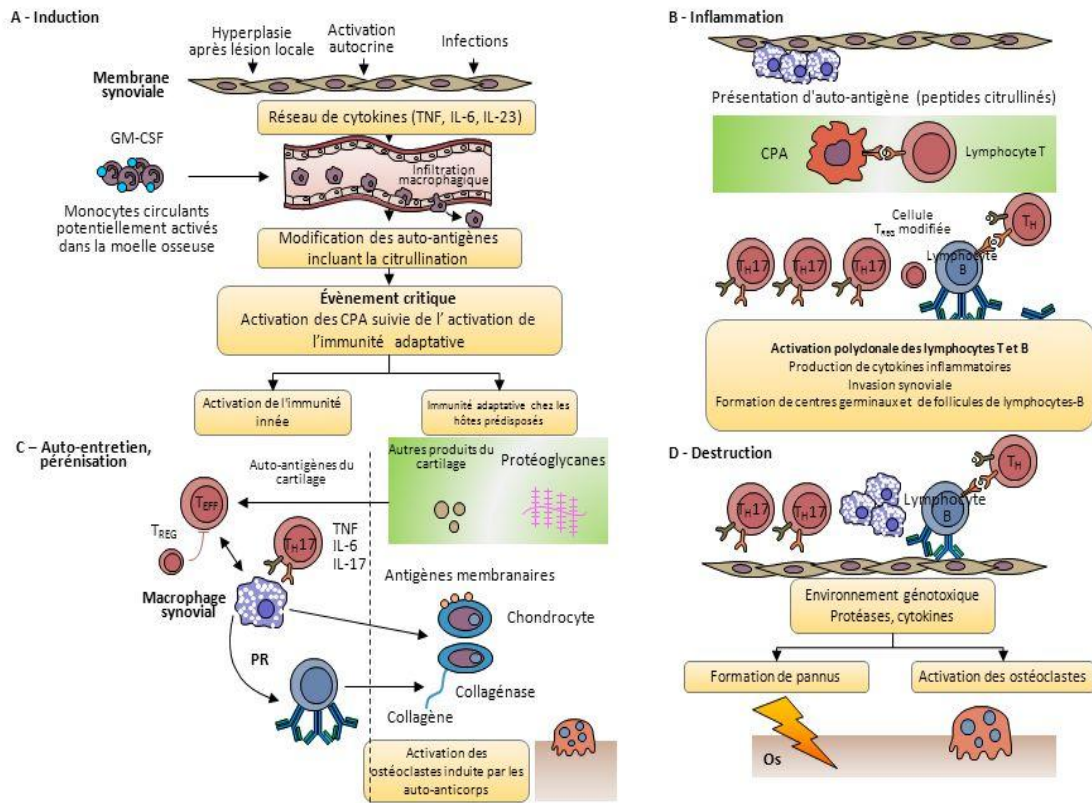 A - Induction
Hyperplasie
après lésion locale
Activation
autocrine
Infections
Membrane
synoviale
Réseau de cytokines (TNF, IL-6, IL-23)
GM-CSF
Infiltration
macrophagique
Monocytes circulants
potentiellement activés
dans la moelle osseuse
Modification des auto-antigènes
incluant la citrullination
Évènement critique
Activation des CPA suivie de l’ activation de
l’immunité adaptative
Activation de l'immunité
innée
Immunité adaptative chez les
hôtes prédisposés
B - Inflammation
Présentation d'auto-antigène (peptides citrullinés)
CPA
Lymphocyte T
Cellule
TREG modifiée
TH
TH17
TH17
TH17
Lymphocyte
B
Activation polyclonale des lymphocytes T et B
Production de cytokines inflammatoires
Invasion synoviale
Formation de centres germinaux et de follicules de lymphocytes-B
C – Auto-entretien,
pérénisation
Auto-antigènes du
cartilage
Autres produits du
cartilage
Protéoglycanes
TEFF
TREG
TH17
TNF
IL-6
IL-17
Macrophage
synovial
Antigènes membranaires
Chondrocyte
PR
Collagénase
Collagène
Activation des
ostéoclastes induite par les
auto-anticorps
D - Destruction
TH
TH17
TH17
Lymphocyte
B
Environnement génotoxique
Protéases, cytokines
Formation de pannus
Activation des ostéoclastes
Os